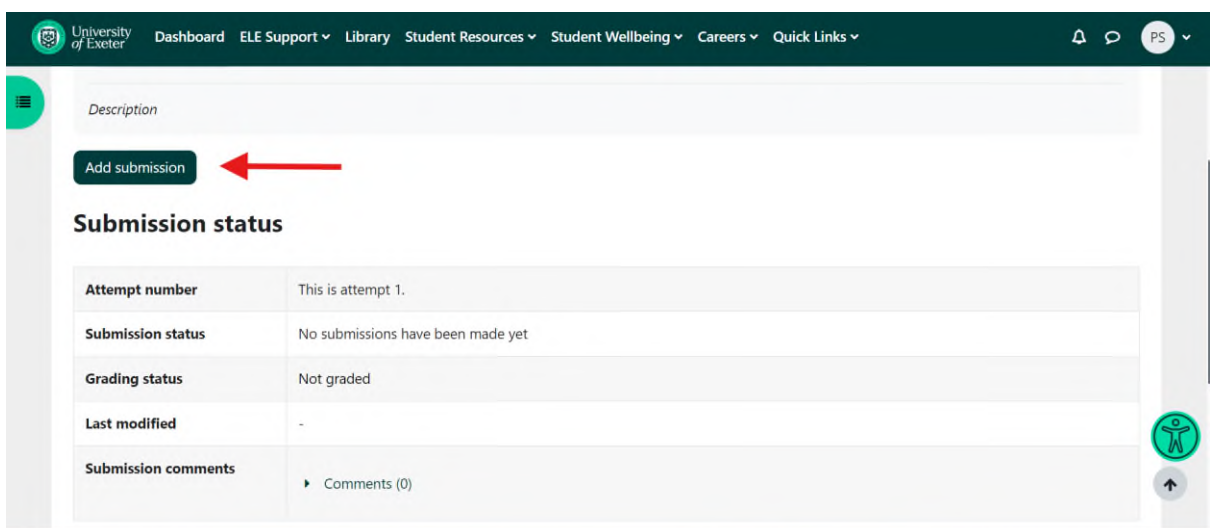 University of Exeter Dashboard ELE Support Library Student Resources Student Wellbeing Careers Quick Links PS
Description
Add submission
Submission status
Attempt number This is attempt 1.
Submission status No submissions have been made yet
Grading status Not graded
Last modified -
Submission comments Comments (0)